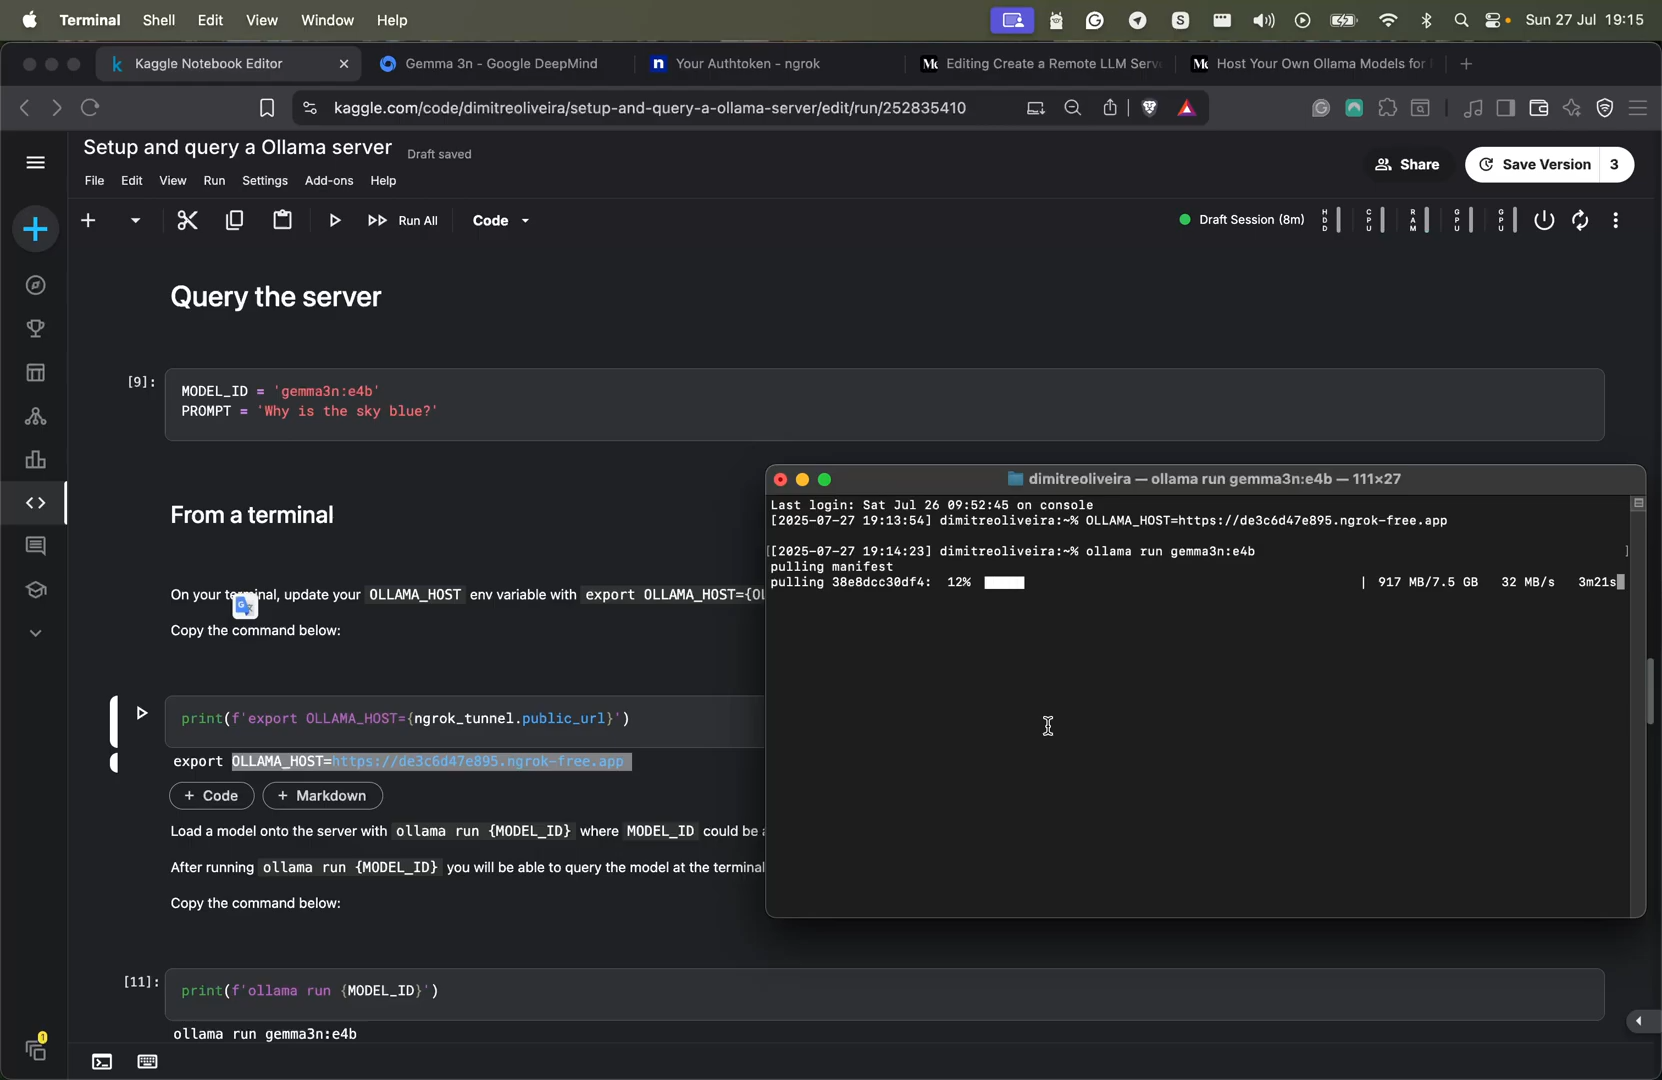 Terminal Shell Edit View Window Help
Sun 27 Jul 19:15
Kaggle Notebook Editor
Gemma 3n - Google DeepMind
Your Authtoken - ngrok
Editing Create a Remote LLM Serv
Host Your Own Ollama Models for
kaggle.com/code/dimitreoliveira/setup-and-query-a-ollama-server/edit/run/252835410
Setup and query a Ollama server
Draft saved
Share
Save Version 3
File Edit View Run Settings Add-ons Help
Run All
Code
Draft Session (8m)
HDD
CPU
RAM
GPU
GPU
Query the server
[9]:
MODEL_ID = 'gemma3n:e4b'
PROMPT = 'Why is the sky blue?'
From a terminal
On your terminal, update your OLLAMA_HOST env variable with export OLLAMA_HOST={OL
Copy the command below:
print(f'export OLLAMA_HOST={ngrok_tunnel.public_url}')
export OLLAMA_HOST=https://de3c6d47e895.ngrok-free.app
+ Code
+ Markdown
Load a model onto the server with ollama run {MODEL_ID} where MODEL_ID could be
After running ollama run {MODEL_ID} you will be able to query the model at the terminal
Copy the command below:
[11]:
print(f'ollama run {MODEL_ID}')
ollama run gemma3n:e4b
dimitreoliveira — ollama run gemma3n:e4b — 111×27
Last login: Sat Jul 26 09:52:45 on console
[2025-07-27 19:13:54] dimitreoliveira:~% OLLAMA_HOST=https://de3c6d47e895.ngrok-free.app
[[2025-07-27 19:14:23] dimitreoliveira:~% ollama run gemma3n:e4b ]
pulling manifest
pulling 38e8dcc30df4: 12% | 917 MB/7.5 GB 32 MB/s 3m21s